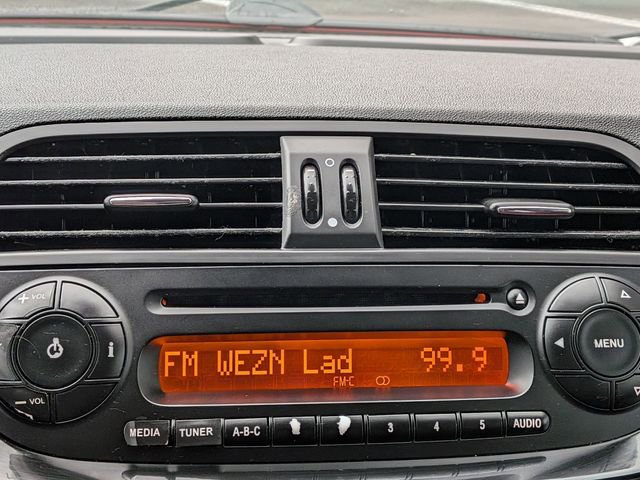 + VOL
FM WEZN Lad 99.9
FM-C
MENU
i
- VOL
MEDIA TUNER A-B-C 3 4 5 AUDIO